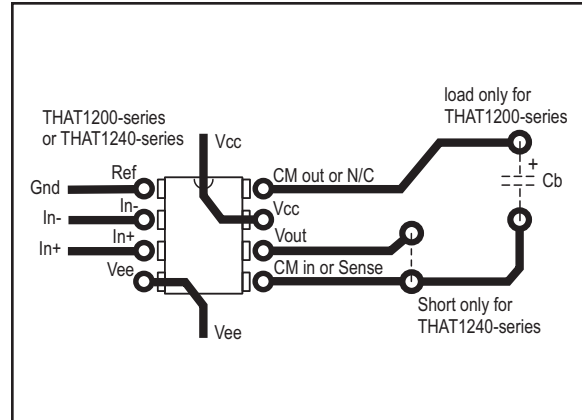 THAT1200-series
or THAT1240-series
Vcc
load only for
THAT1200-series
Ref
Gnd
CM out or N/C
+
Cb
In-
In-
Vcc
In+
In+
Vout
Vee
CM in or Sense
Short only for
THAT1240-series
Vee